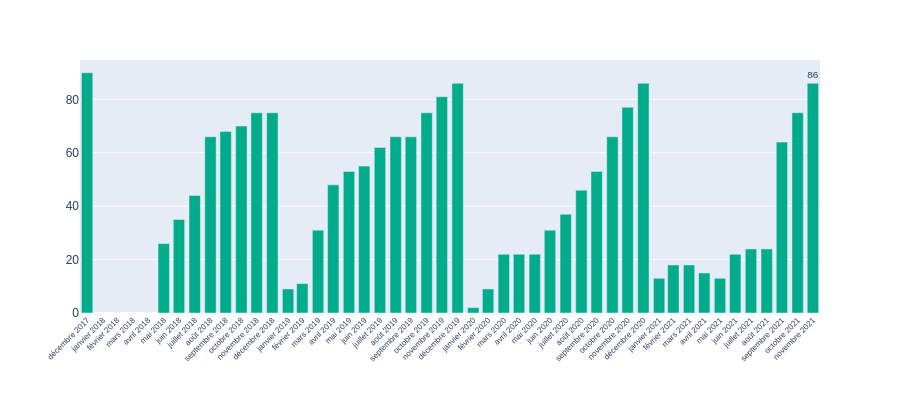 86
80
60
40
20
0
décembre 2017
janvier 2018
février 2018
mars 2018
avril 2018
mai 2018
juin 2018
juillet 2018
août 2018
septembre 2018
octobre 2018
novembre 2018
décembre 2018
janvier 2019
février 2019
mars 2019
avril 2019
mai 2019
juin 2019
juillet 2019
août 2019
septembre 2019
octobre 2019
novembre 2019
décembre 2019
janvier 2020
février 2020
mars 2020
avril 2020
mai 2020
juin 2020
juillet 2020
août 2020
septembre 2020
octobre 2020
novembre 2020
décembre 2020
janvier 2021
février 2021
mars 2021
avril 2021
mai 2021
juin 2021
juillet 2021
août 2021
septembre 2021
octobre 2021
novembre 2021